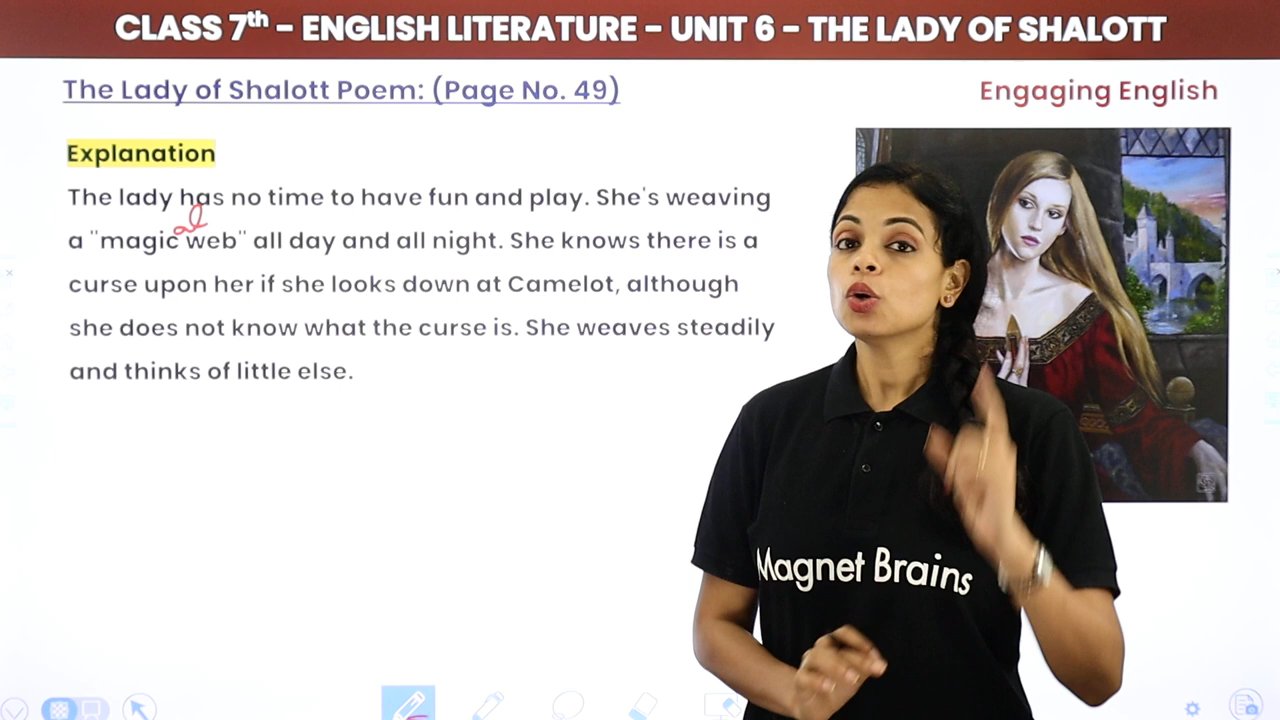 CLASS 7th - ENGLISH LITERATURE - UNIT 6 - THE LADY OF SHALOTT
The Lady of Shalott Poem: (Page No. 49)
Engaging English
Explanation
The lady has no time to have fun and play. She's weaving
al
a "magic web" all day and all night. She knows there is a
curse upon her if she looks down at Camelot, although
she does not know what the curse is. She weaves steadily
and thinks of little else.
Magnet Brains